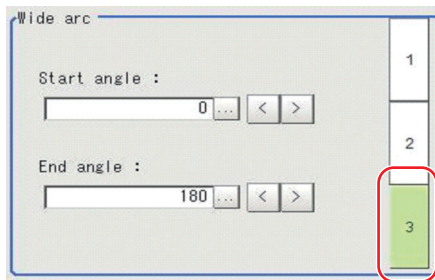 Wide arc
1
Start angle :
0 ... < >
2
End angle :
180 ... < >
3